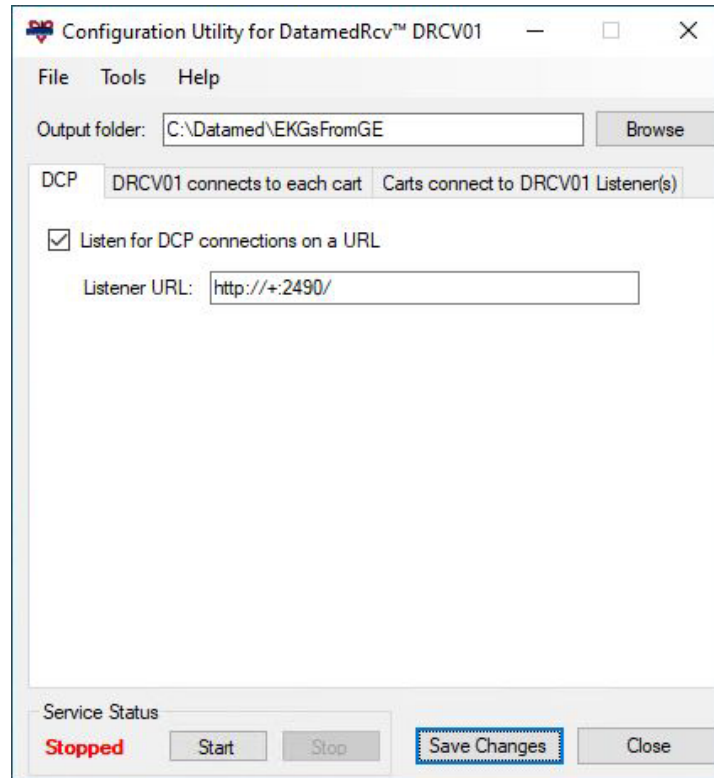 Configuration Utility for DatamedRcv™ DRCV01
File Tools Help
Output folder: C:\Datamed\EKGsFromGE Browse
DCP DRCV01 connects to each cart Carts connect to DRCV01 Listener(s)
Listen for DCP connections on a URL
Listener URL: http://+:2490/
Service Status
Stopped Start Stop Save Changes Close